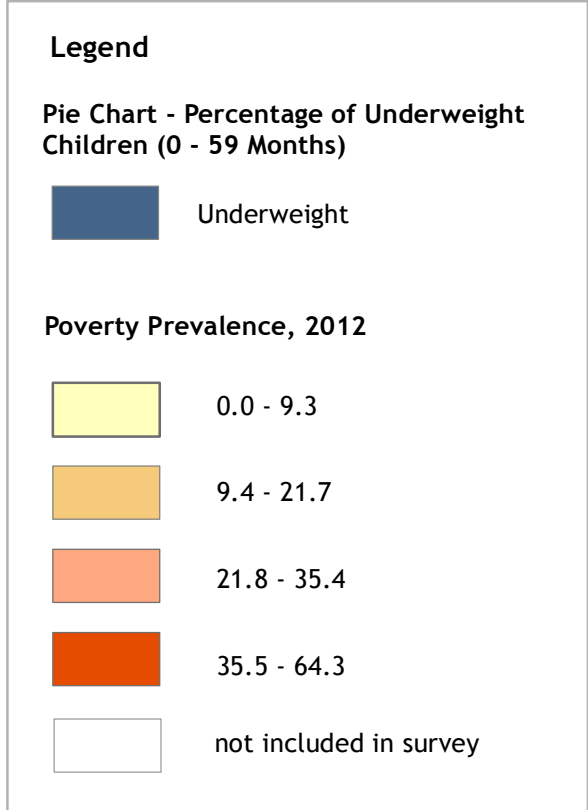 Legend
Pie Chart - Percentage of Underweight
Children (0 - 59 Months)
Underweight
Poverty Prevalence, 2012
0.0 - 9.3
9.4 - 21.7
21.8 - 35.4
35.5 - 64.3
not included in survey